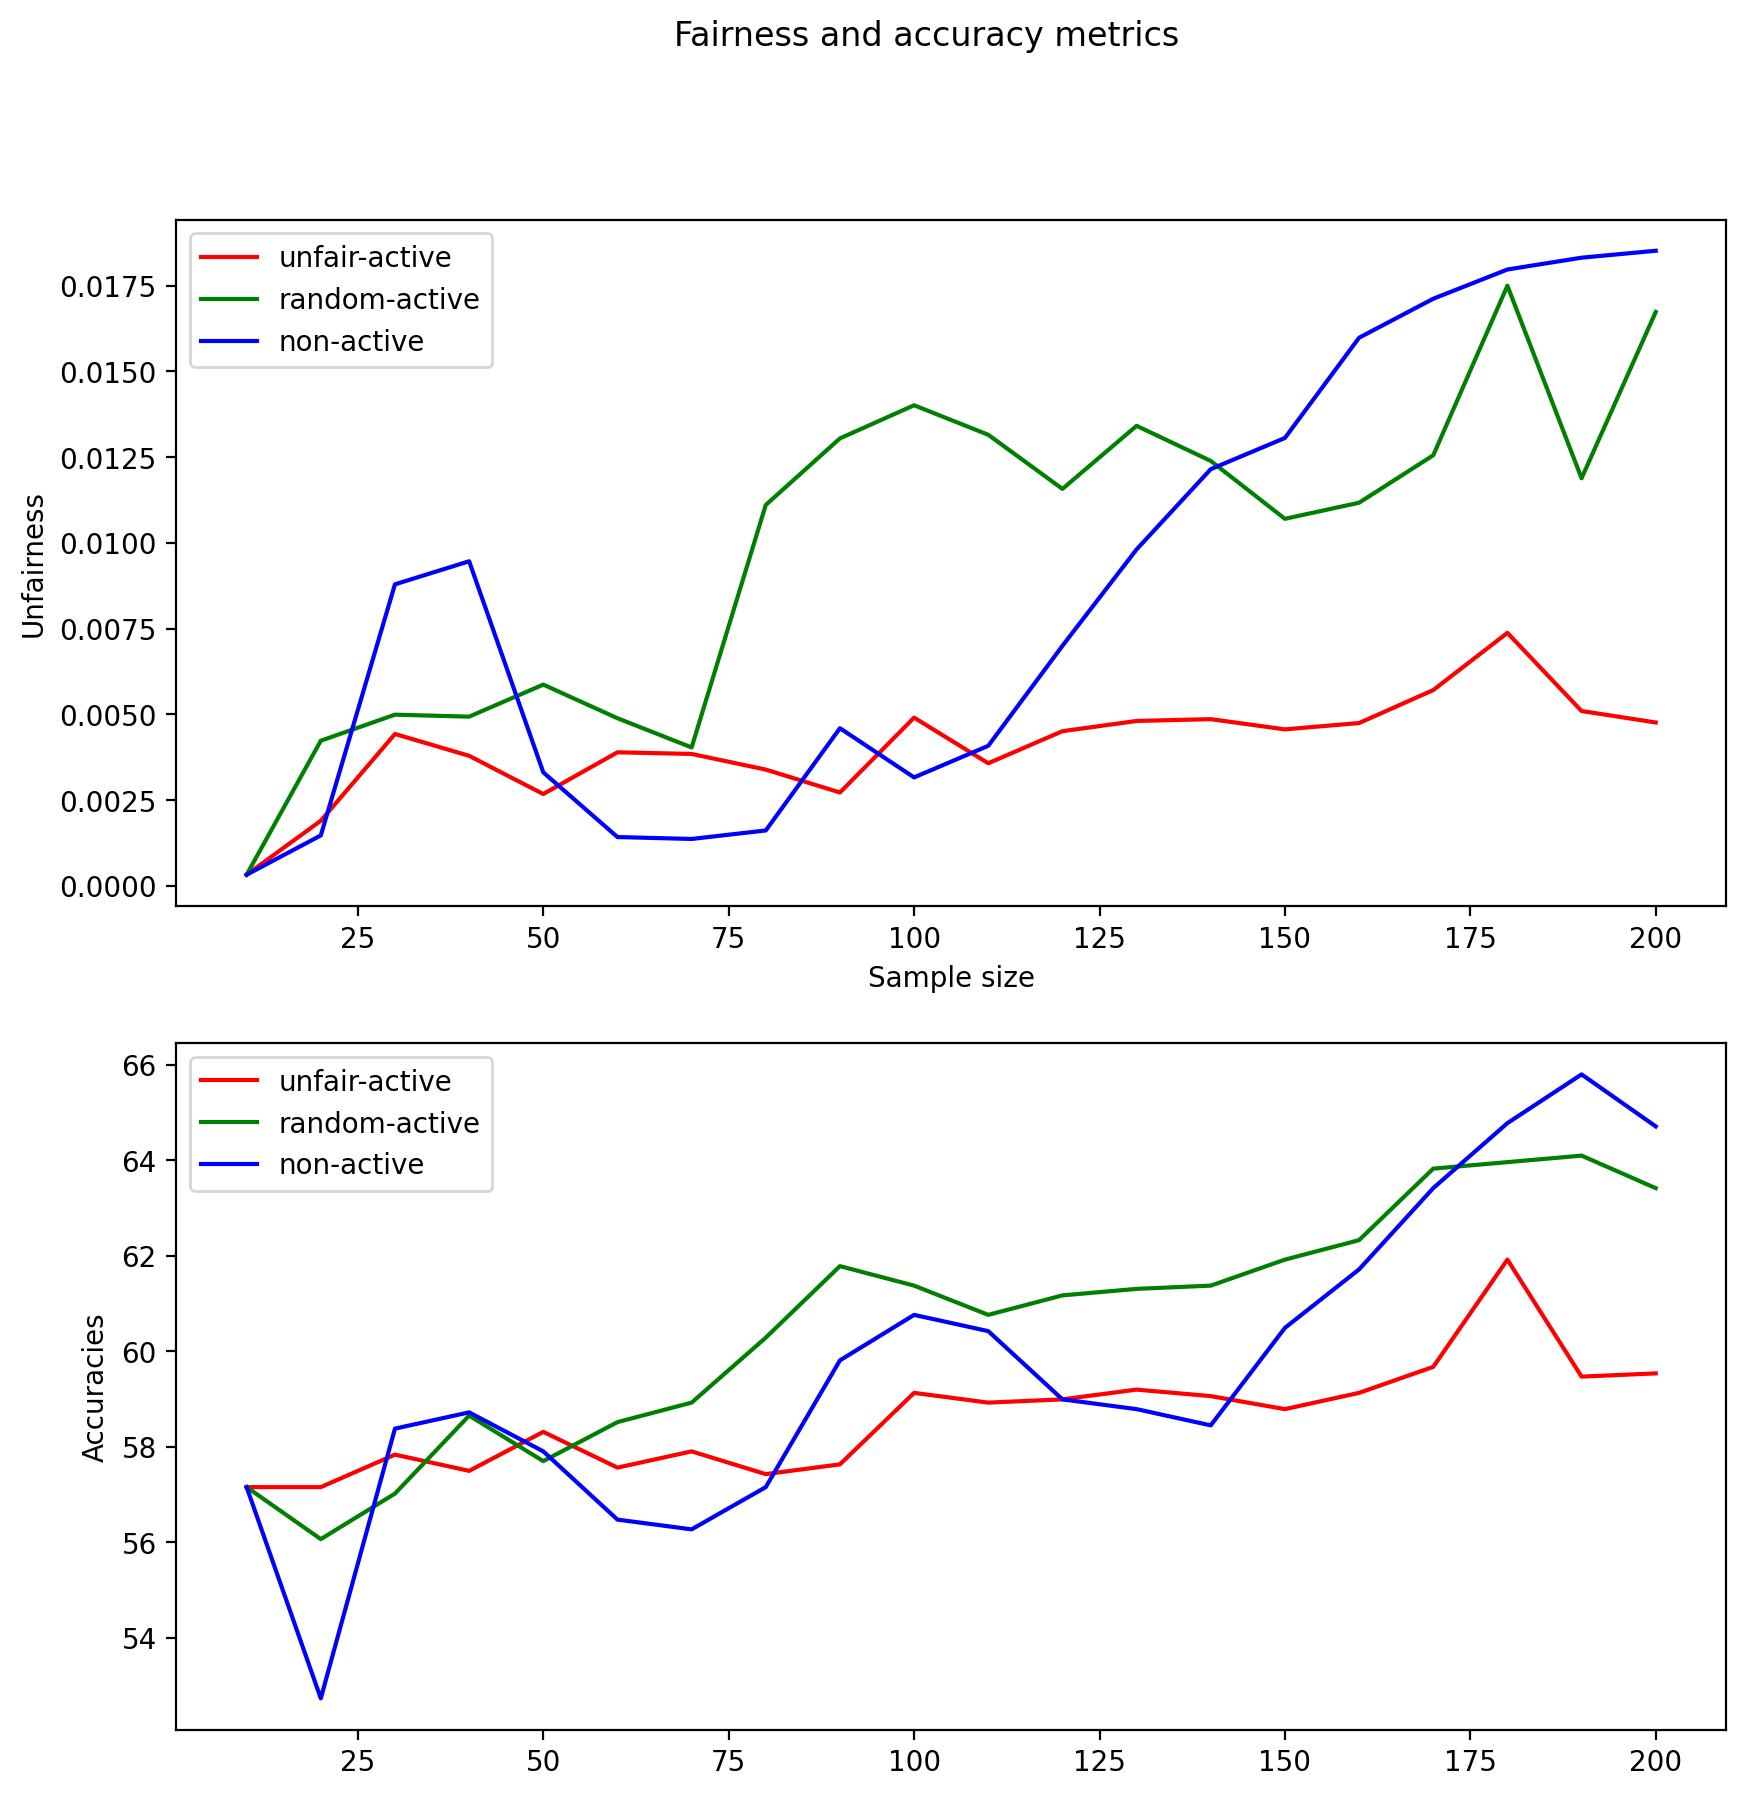 Fairness and accuracy metrics
unfair-active
random-active
non-active
0.0175
0.0150
0.0125
0.0100
0.0075
0.0050
0.0025
0.0000
Unfairness
25 50 75 100 125 150 175 200
Sample size
unfair-active
random-active
non-active
66
64
62
60
58
56
54
Accuracies
25 50 75 100 125 150 175 200